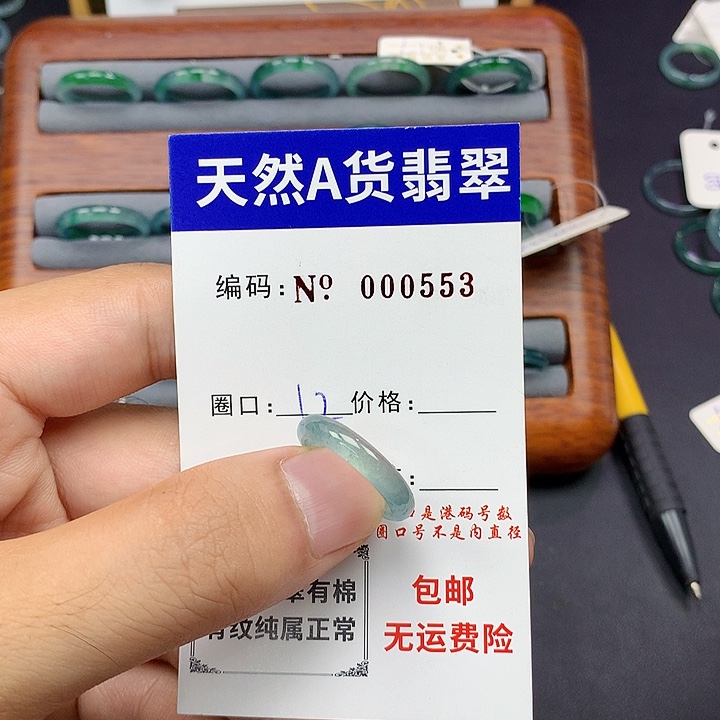 天然A货翡翠
编码:Nº 000553
圈口:12 价格:
是港码号数
圈口号不是内直径
有棉
有纹纯属正常
包邮
无运费险